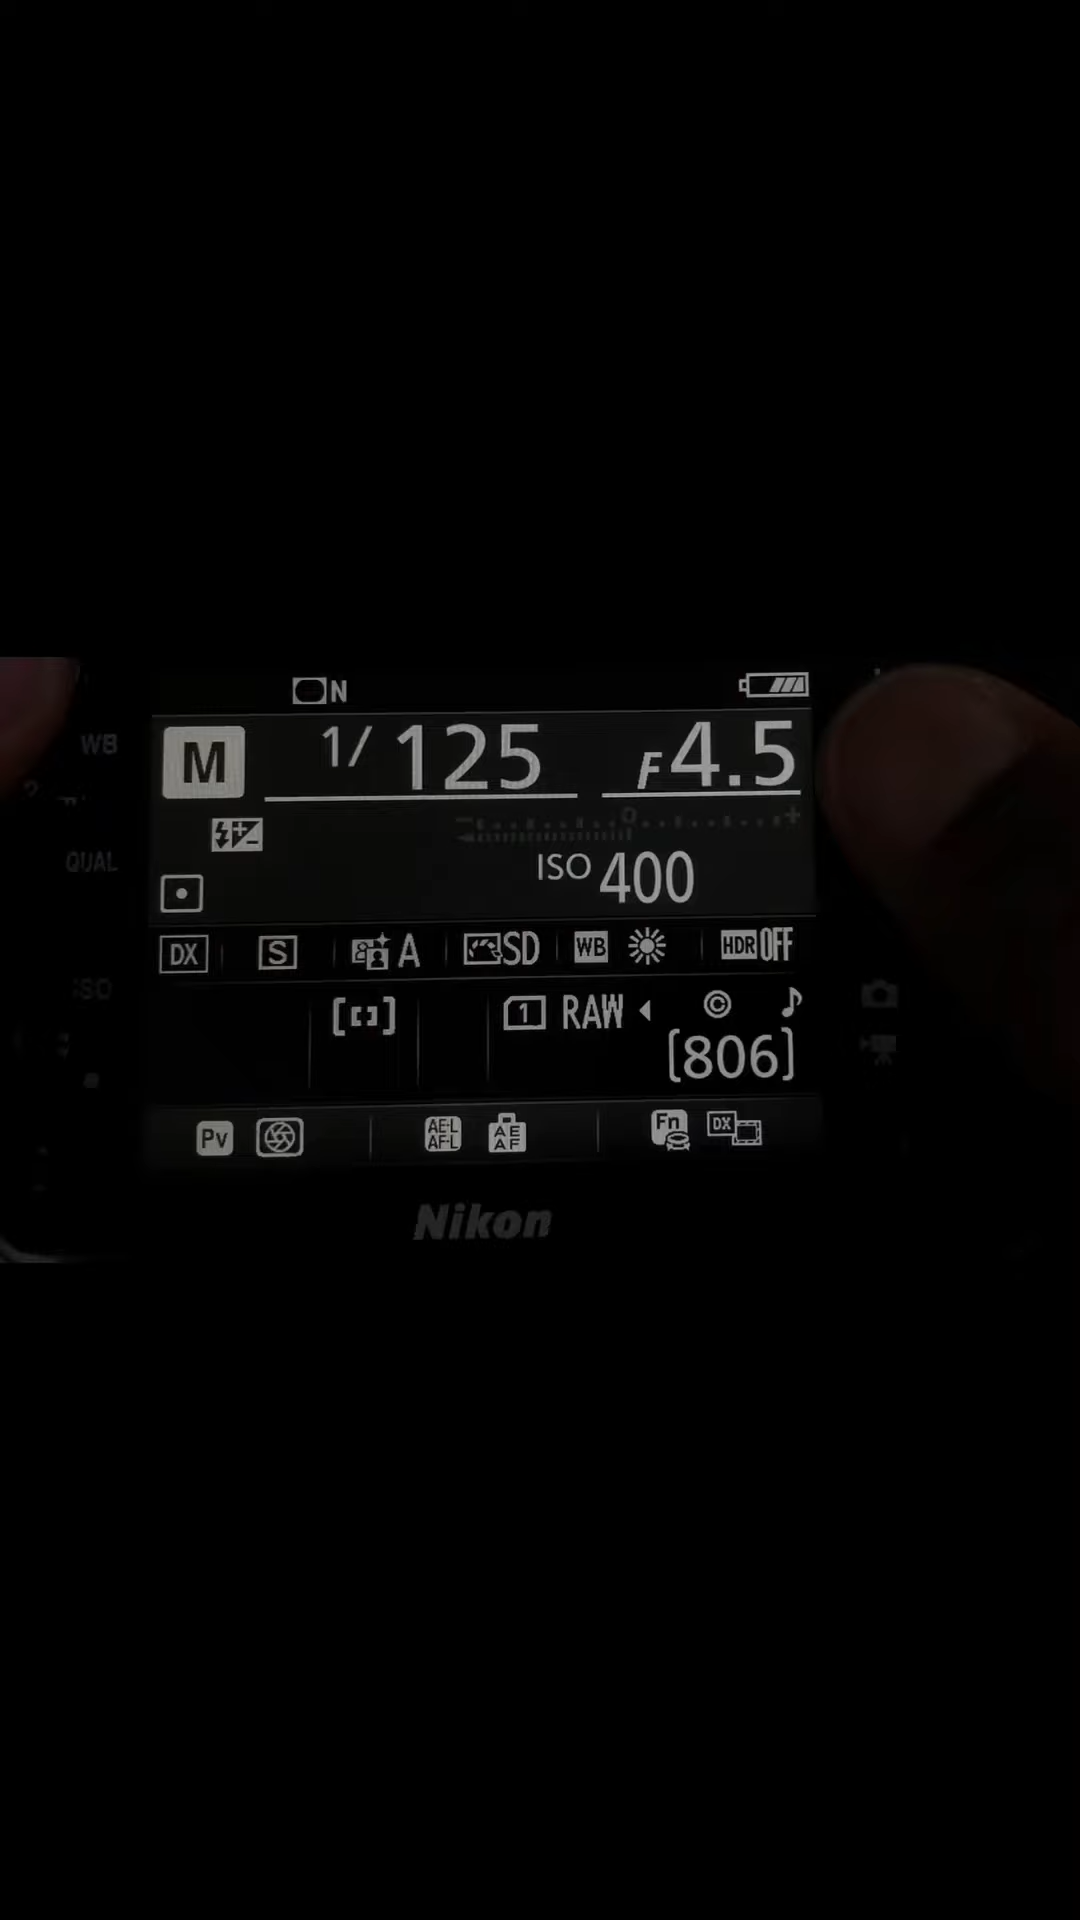 N
WB
M 1/125 F4.5
QUAL
ISO 400
DX S A SD WB HDR OFF
ISO
1 RAW
© [806]
Pv AE-L AF-L AE AF Fn DX
Nikon